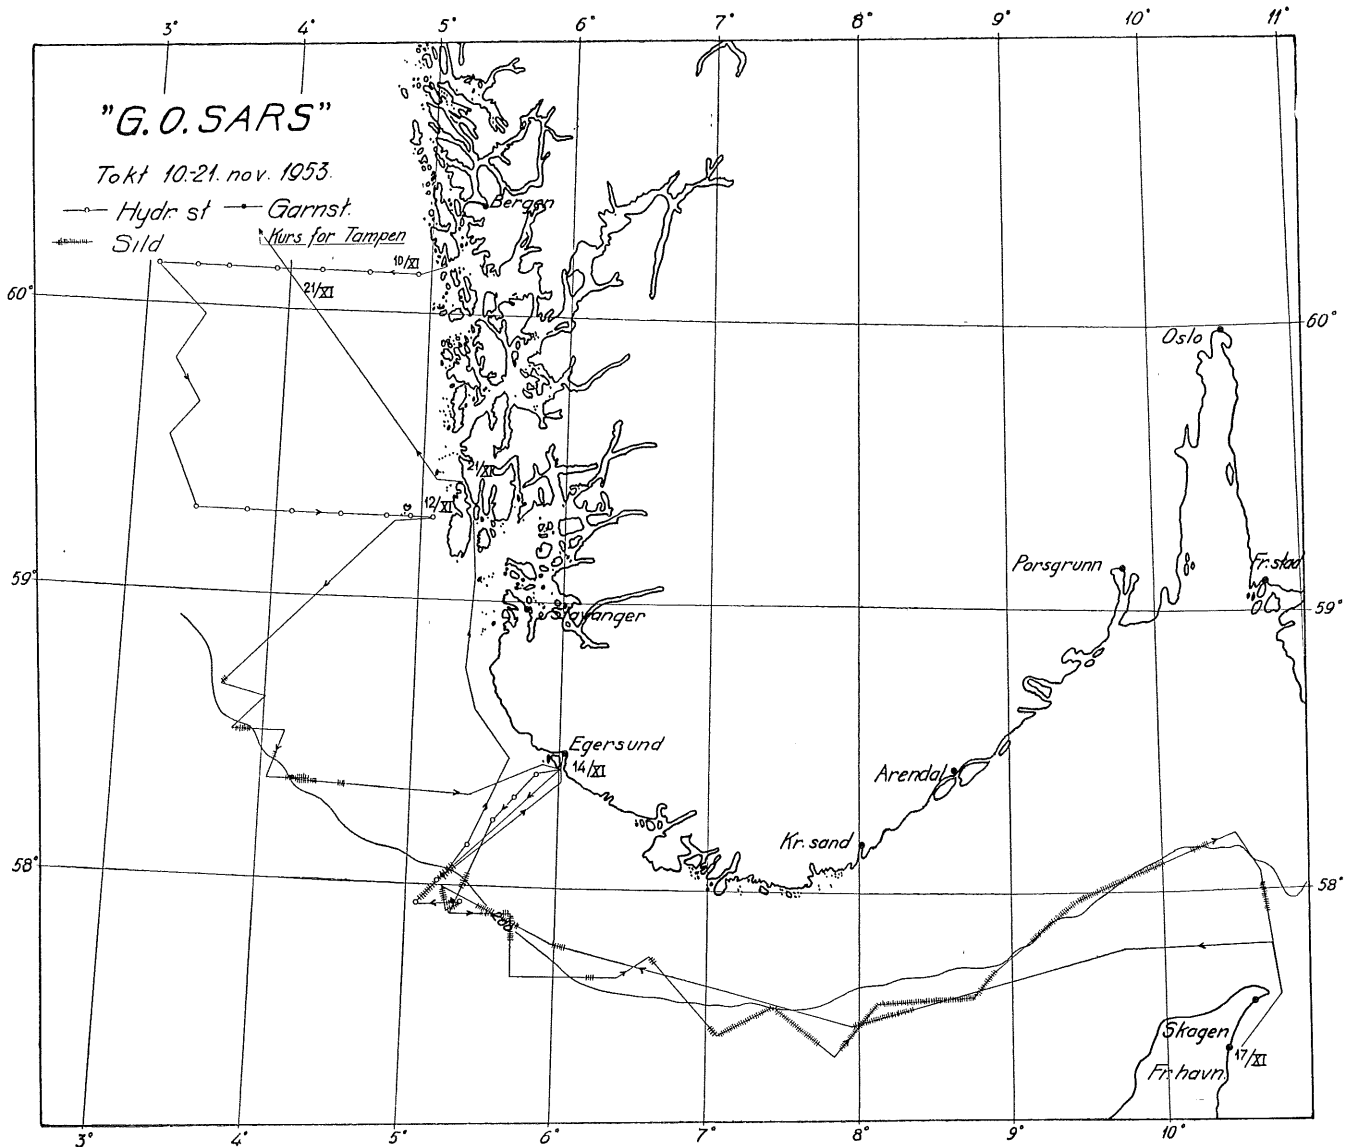 3° 4° 5° 6° 7° 8° 9° 10° 11°
"G.O. SARS"
Tokt 10.-21. nov. 1953.
Hydr. st Garnst.
Sild
Kurs for Tampen
Bergen
10/XI
21/XI
60° 60°
Oslo
21/XI
12/XI
Porsgrunn
Fr.stad
59° 59°
Stavanger
Egersund
14/XI
Arendal
Kr.sand
58° 58°
Skagen
17/XI
Fr.havn.
3° 4° 5° 6° 7° 8° 9° 10°